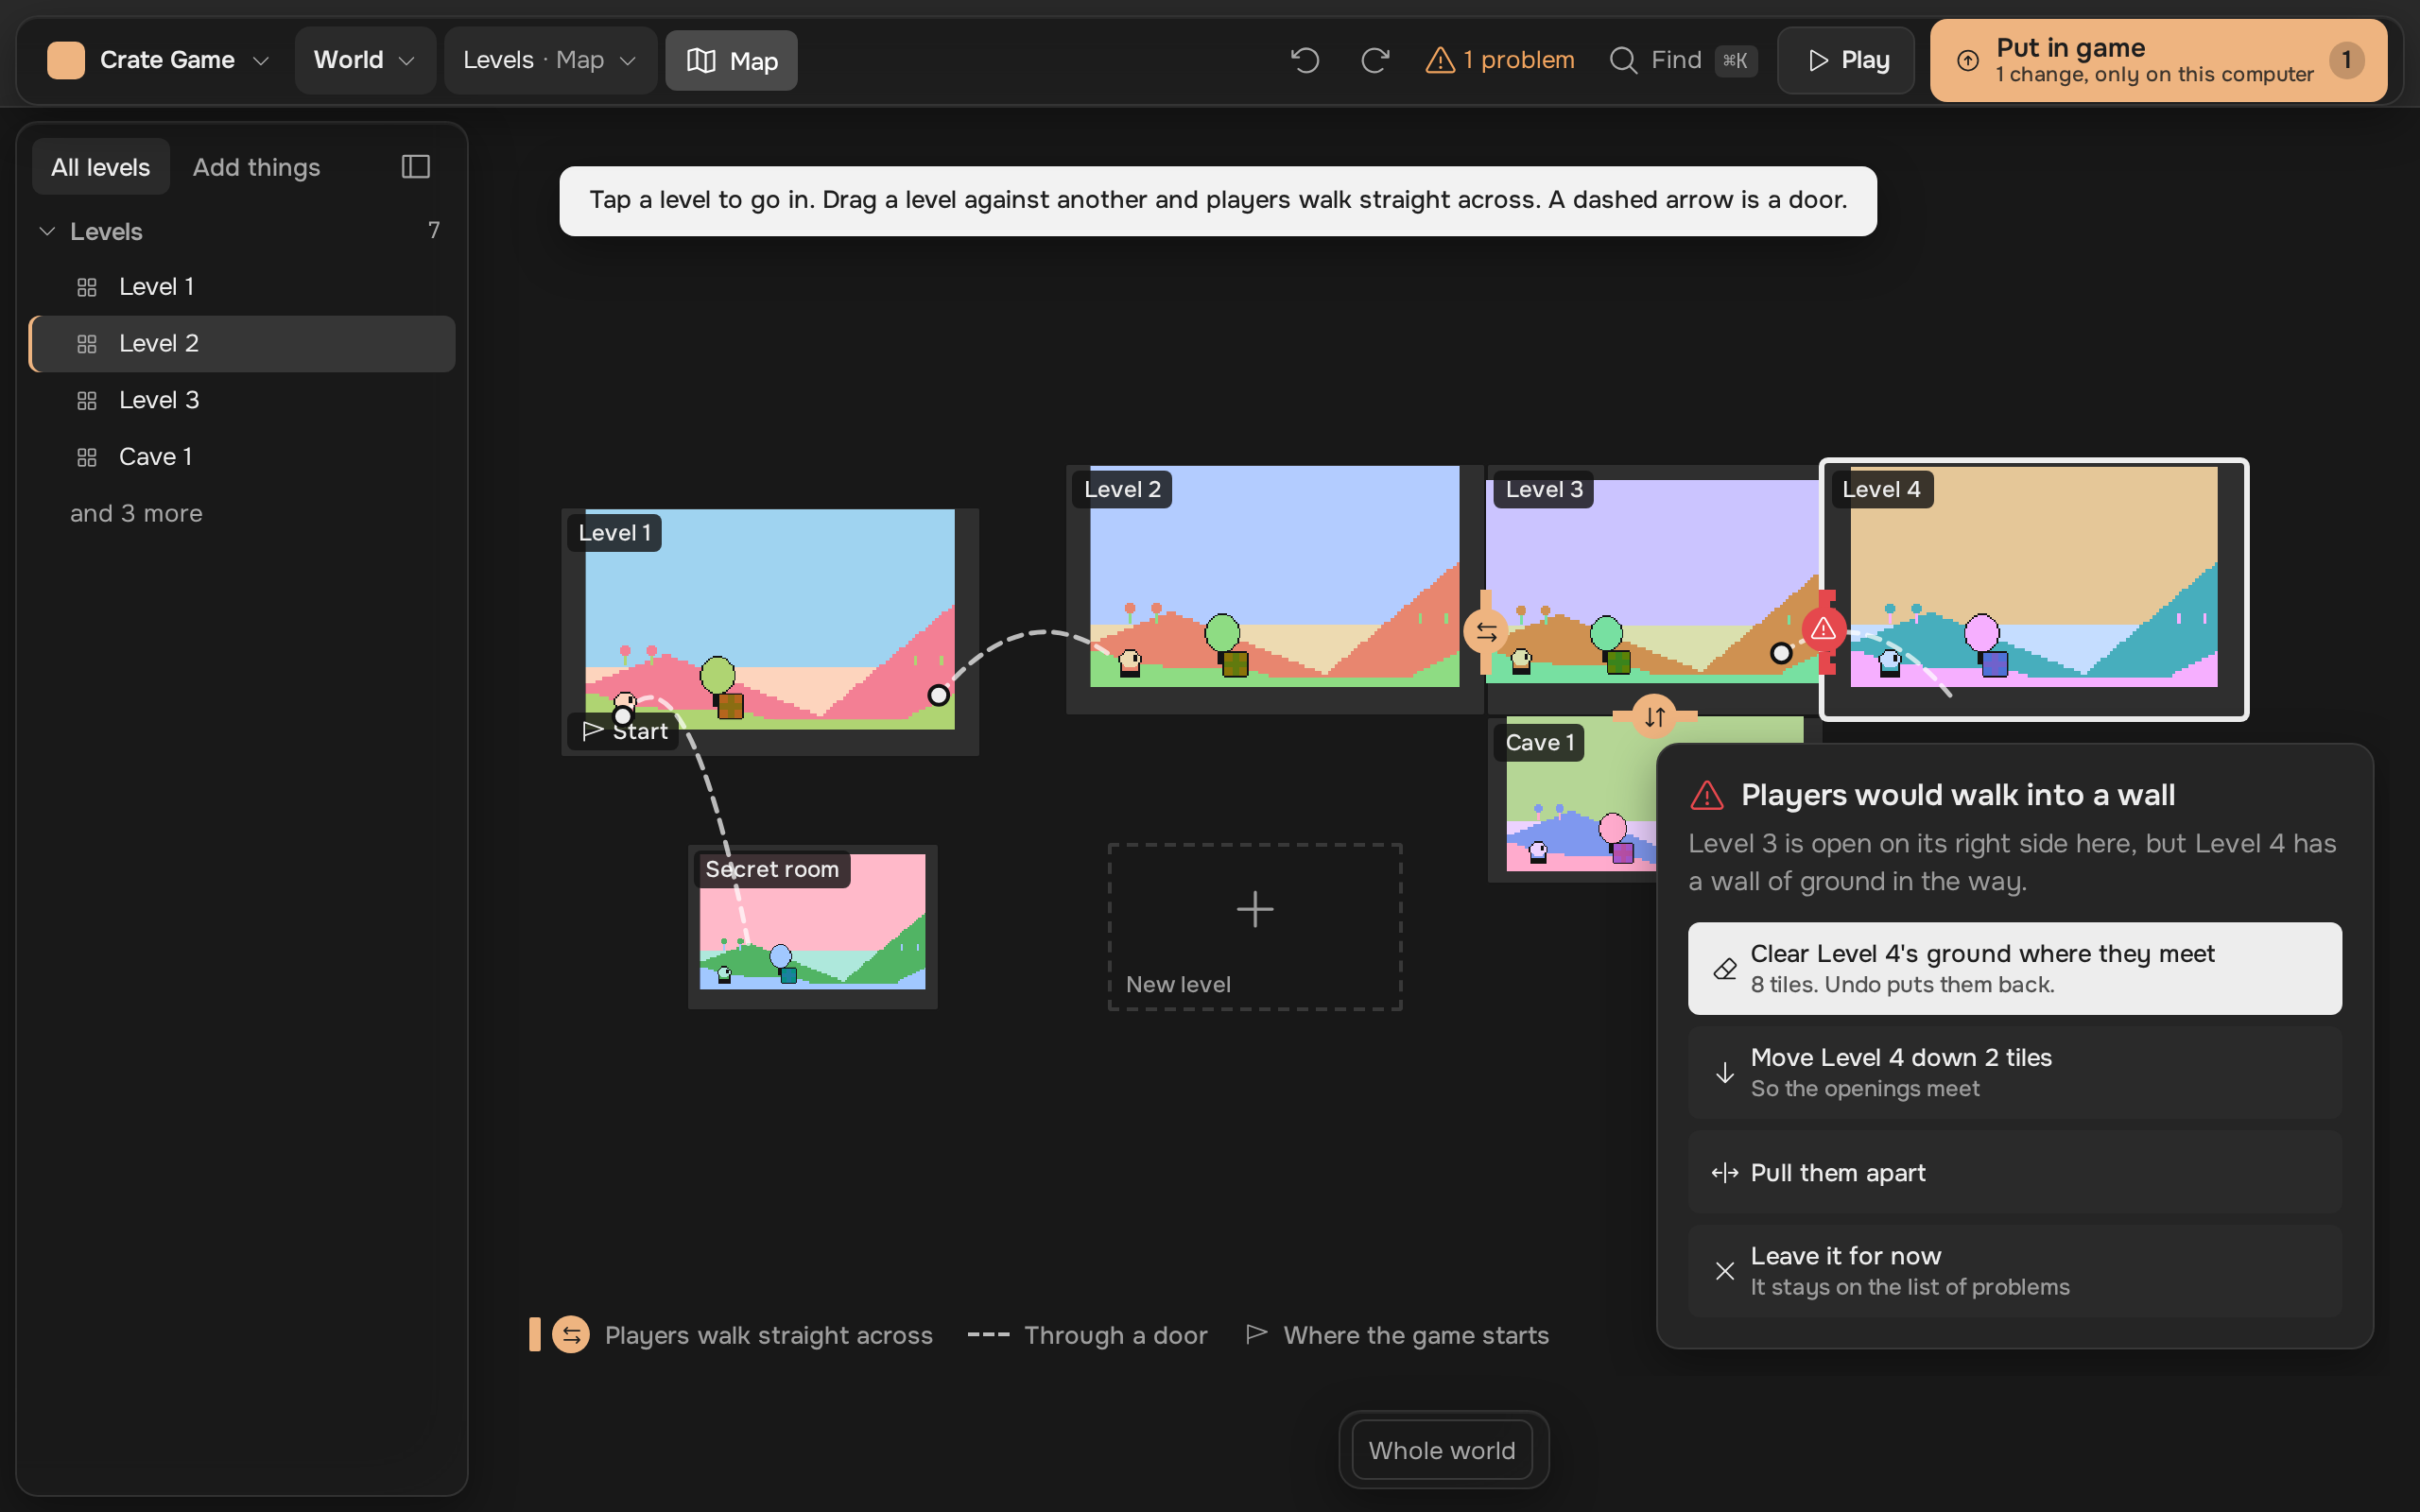 Crate Game
World
Levels · Map
Map
1 problem
Find ⌘K
Play
Put in game
1 change, only on this computer
1
All levels
Add things
Levels 7
Level 1
Level 2
Level 3
Cave 1
and 3 more
Tap a level to go in. Drag a level against another and players walk straight across. A dashed arrow is a door.
Level 1
Start
Level 2
Level 3
Level 4
Cave 1
Secret room
New level
Players would walk into a wall
Level 3 is open on its right side here, but Level 4 has
a wall of ground in the way.
Clear Level 4's ground where they meet
8 tiles. Undo puts them back.
Move Level 4 down 2 tiles
So the openings meet
Pull them apart
Leave it for now
It stays on the list of problems
Players walk straight across
Through a door
Where the game starts
Whole world